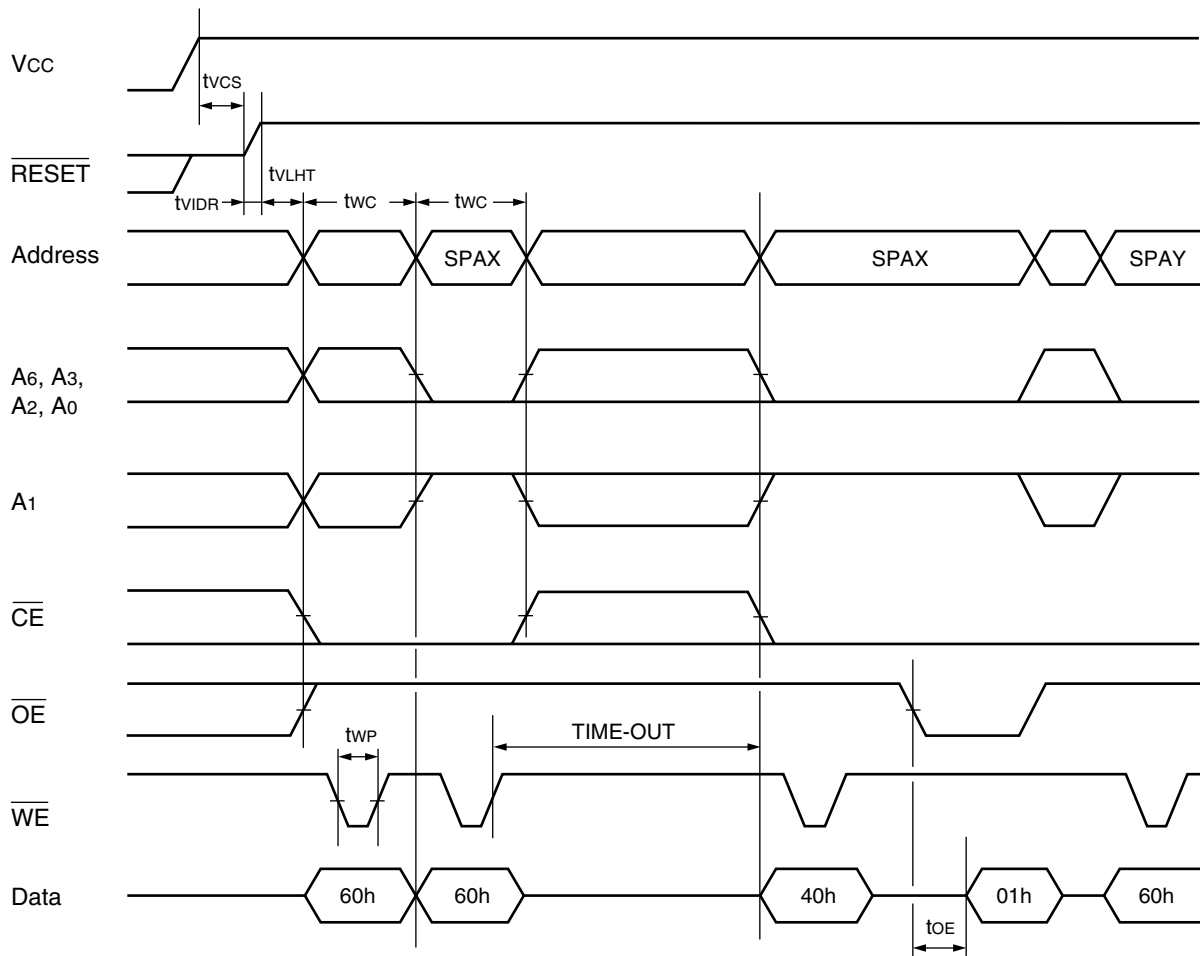 VCC
tVCS
RESET
tVLHT
tVIDR
tWC
tWC
Address
SPAX
SPAX
SPAY
A6, A3,
A2, A0
A1
CE
OE
tWP
TIME-OUT
WE
Data
60h
60h
40h
01h
60h
tOE